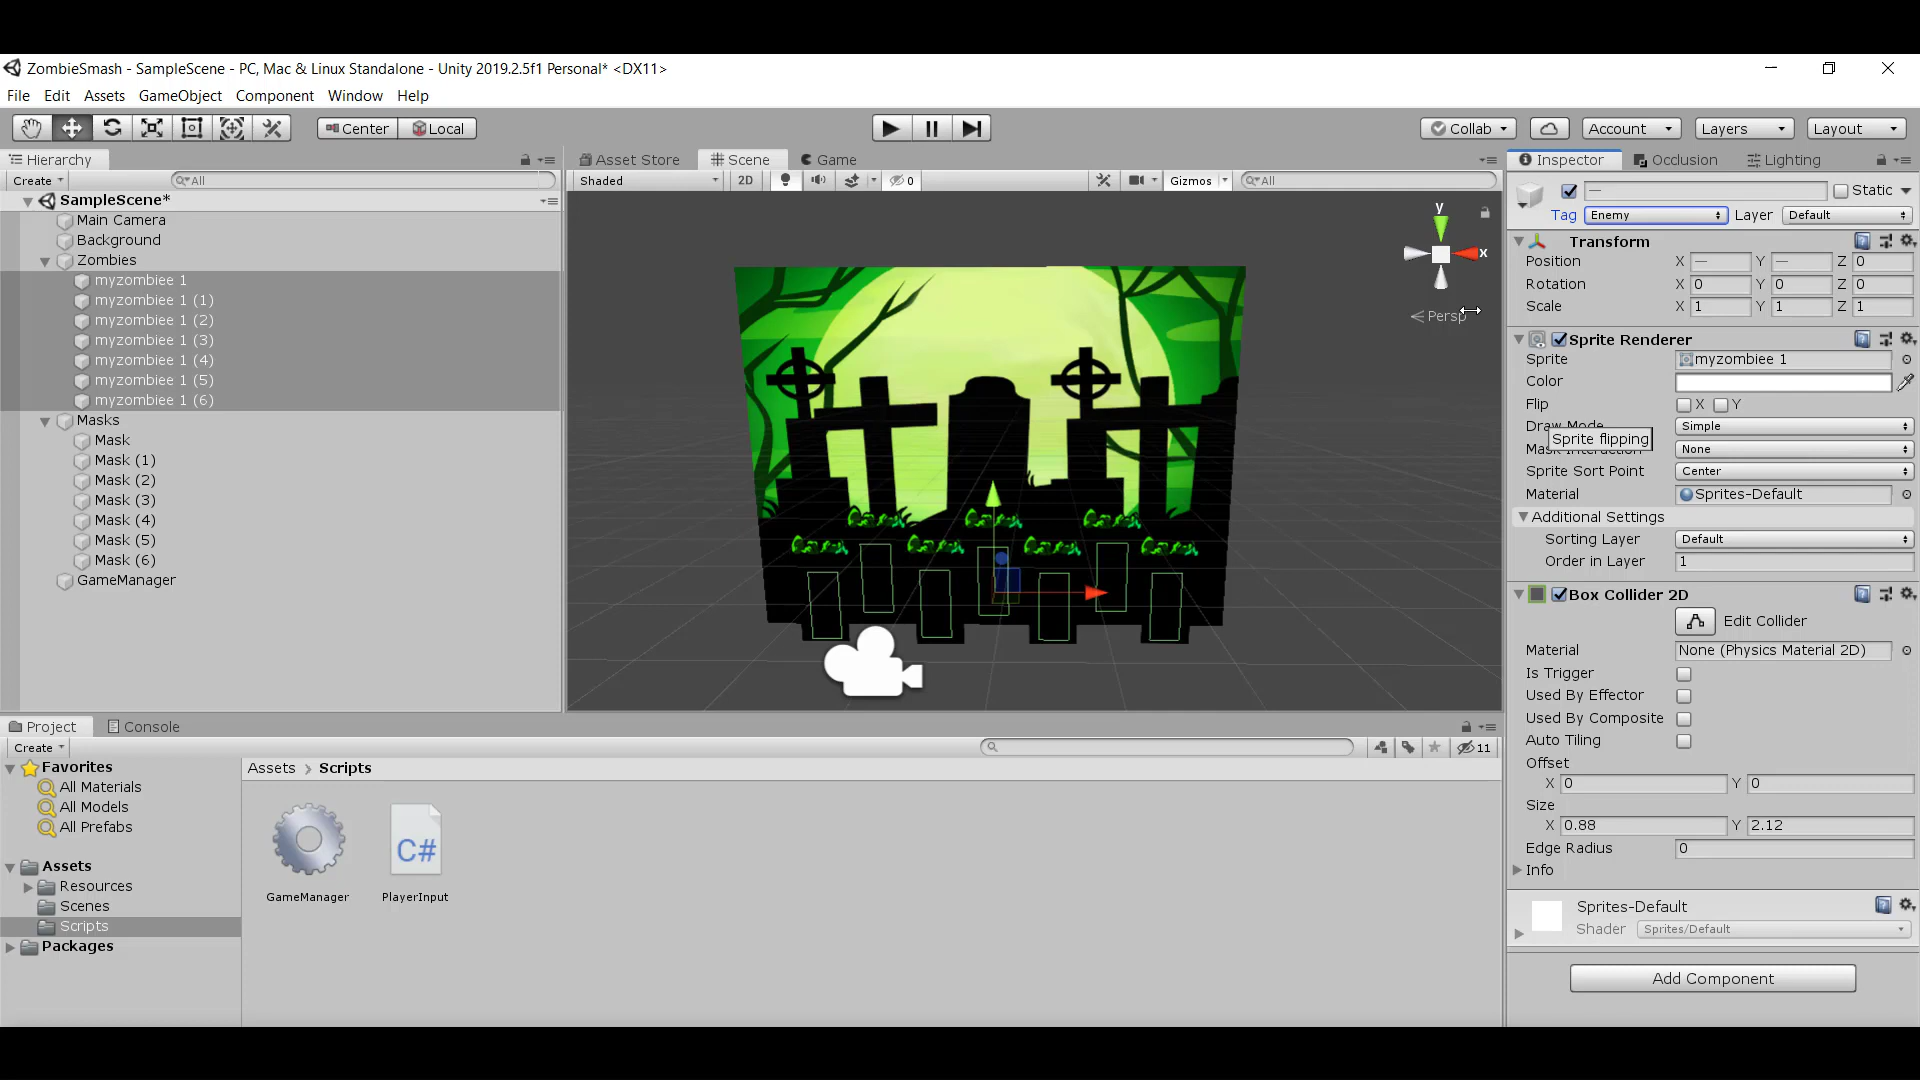 ZombieSmash - SampleScene - PC, Mac & Linux Standalone - Unity 2019.2.5f1 Personal* <DX11>
File Edit Assets GameObject Component Window Help
Center Local Collab Account Layers Layout
Hierarchy
Create All
SampleScene*
Main Camera
Background
Zombies
myzombiee 1
myzombiee 1 (1)
myzombiee 1 (2)
myzombiee 1 (3)
myzombiee 1 (4)
myzombiee 1 (5)
myzombiee 1 (6)
Masks
Mask
Mask (1)
Mask (2)
Mask (3)
Mask (4)
Mask (5)
Mask (6)
GameManager
Asset Store Scene Game
Shaded 2D 0 Gizmos All
y
x
Persp
Inspector Occlusion Lighting
— Static
Tag Enemy Layer Default
Transform
Position X — Y — Z 0
Rotation X 0 Y 0 Z 0
Scale X 1 Y 1 Z 1
Sprite Renderer
Sprite myzombiee 1
Color
Flip X Y
Draw Mode Simple
Sprite flipping
Mask Interaction None
Sprite Sort Point Center
Material Sprites-Default
Additional Settings
Sorting Layer Default
Order in Layer 1
Box Collider 2D
Edit Collider
Material None (Physics Material 2D)
Is Trigger
Used By Effector
Used By Composite
Auto Tiling
Offset
X 0 Y 0
Size
X 0.88 Y 2.12
Edge Radius 0
Info
Sprites-Default
Shader Sprites/Default
Add Component
Project Console
Create 11
Favorites
All Materials
All Models
All Prefabs
Assets
Resources
Scenes
Scripts
Packages
Assets Scripts
C#
GameManager PlayerInput